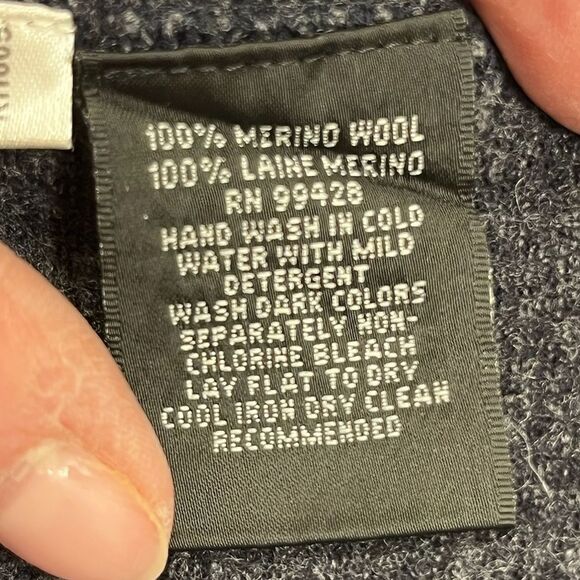 100% MERINO WOOL
100% LAINE MERINO
RN 99428
HAND WASH IN COLD
WATER WITH MILD
DETERGENT
WASH DARK COLORS
SEPARATELY NON-
CHLORINE BLEACH
LAY FLAT TO DRY
COOL IRON DRY CLEAN
RECOMMENDED